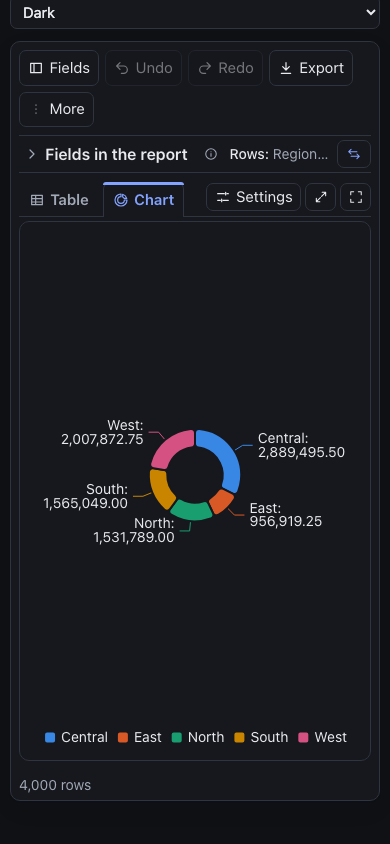 Dark
Fields
Undo
Redo
Export
More
Fields in the report
Rows: Region...
Table
Chart
Settings
West:
2,007,872.75
Central:
2,889,495.50
South:
1,565,049.00
East:
956,919.25
North:
1,531,789.00
Central East North South West
4,000 rows